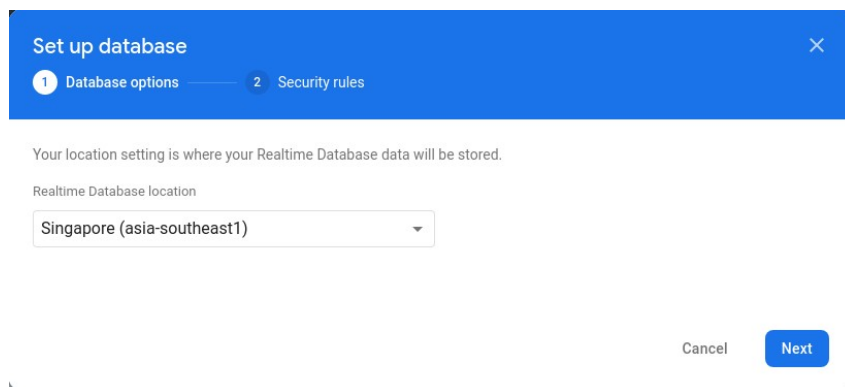 Set up database
1 Database options 2 Security rules
Your location setting is where your Realtime Database data will be stored.
Realtime Database location
Singapore (asia-southeast1)
Cancel Next